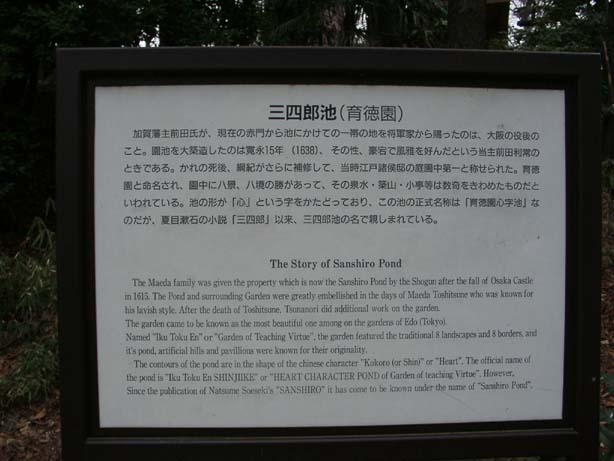 三四郎池(育徳園)
加賀藩主前田氏が、現在の赤門から池にかけての一帯の地を将軍家から賜ったのは、大阪の役後の
こと。園池を大築造したのは寛永15年 (1638)、その性、豪宕で風雅を好んだという当主前田利常の
ときである。かれの死後、綱紀がさらに補修して、当時江戸諸侯邸の庭園中第一と称せられた。育徳
園と命名され、園中に八景、八境の勝があって、その泉水・築山・小亭等は数奇をきわめたものだと
いわれている。池の形が「心」という字をかたどっており、この池の正式名称は「育徳園心字池」な
のだが、夏目漱石の小説「三四郎」以来、三四郎池の名で親しまれている。
The Story of Sanshiro Pond
The Maeda family was given the property which is now the Sanshiro Pond by the Shogun after the fall of Osaka Castle
in 1615. The Pond and surrounding Garden were greatly embellished in the days of Maeda Toshitsune who was known for
his lavish style. After the death of Toshitsune, Tsunanori did additional work on the garden.
The garden came to be known as the most beautiful one among on the gardens of Edo (Tokyo).
Named "Iku Toku En" or "Garden of Teaching Virtue", the garden featured the traditional 8 landscapes and 8 borders, and
it's pond, artificial hills and pavillions were known for their originality.
The contours of the pond are in the shape of the chinese character "Kokoro (or Shin)" or "Heart". The official name of
the pond is "Iku Toku En SHINJIIKE" or "HEART CHARACTER POND of Garden of teaching Virtue". However,
Since the publication of Natsume Soeseki's "SANSHIRO" it has come to be known under the name of "Sanshiro Pond".